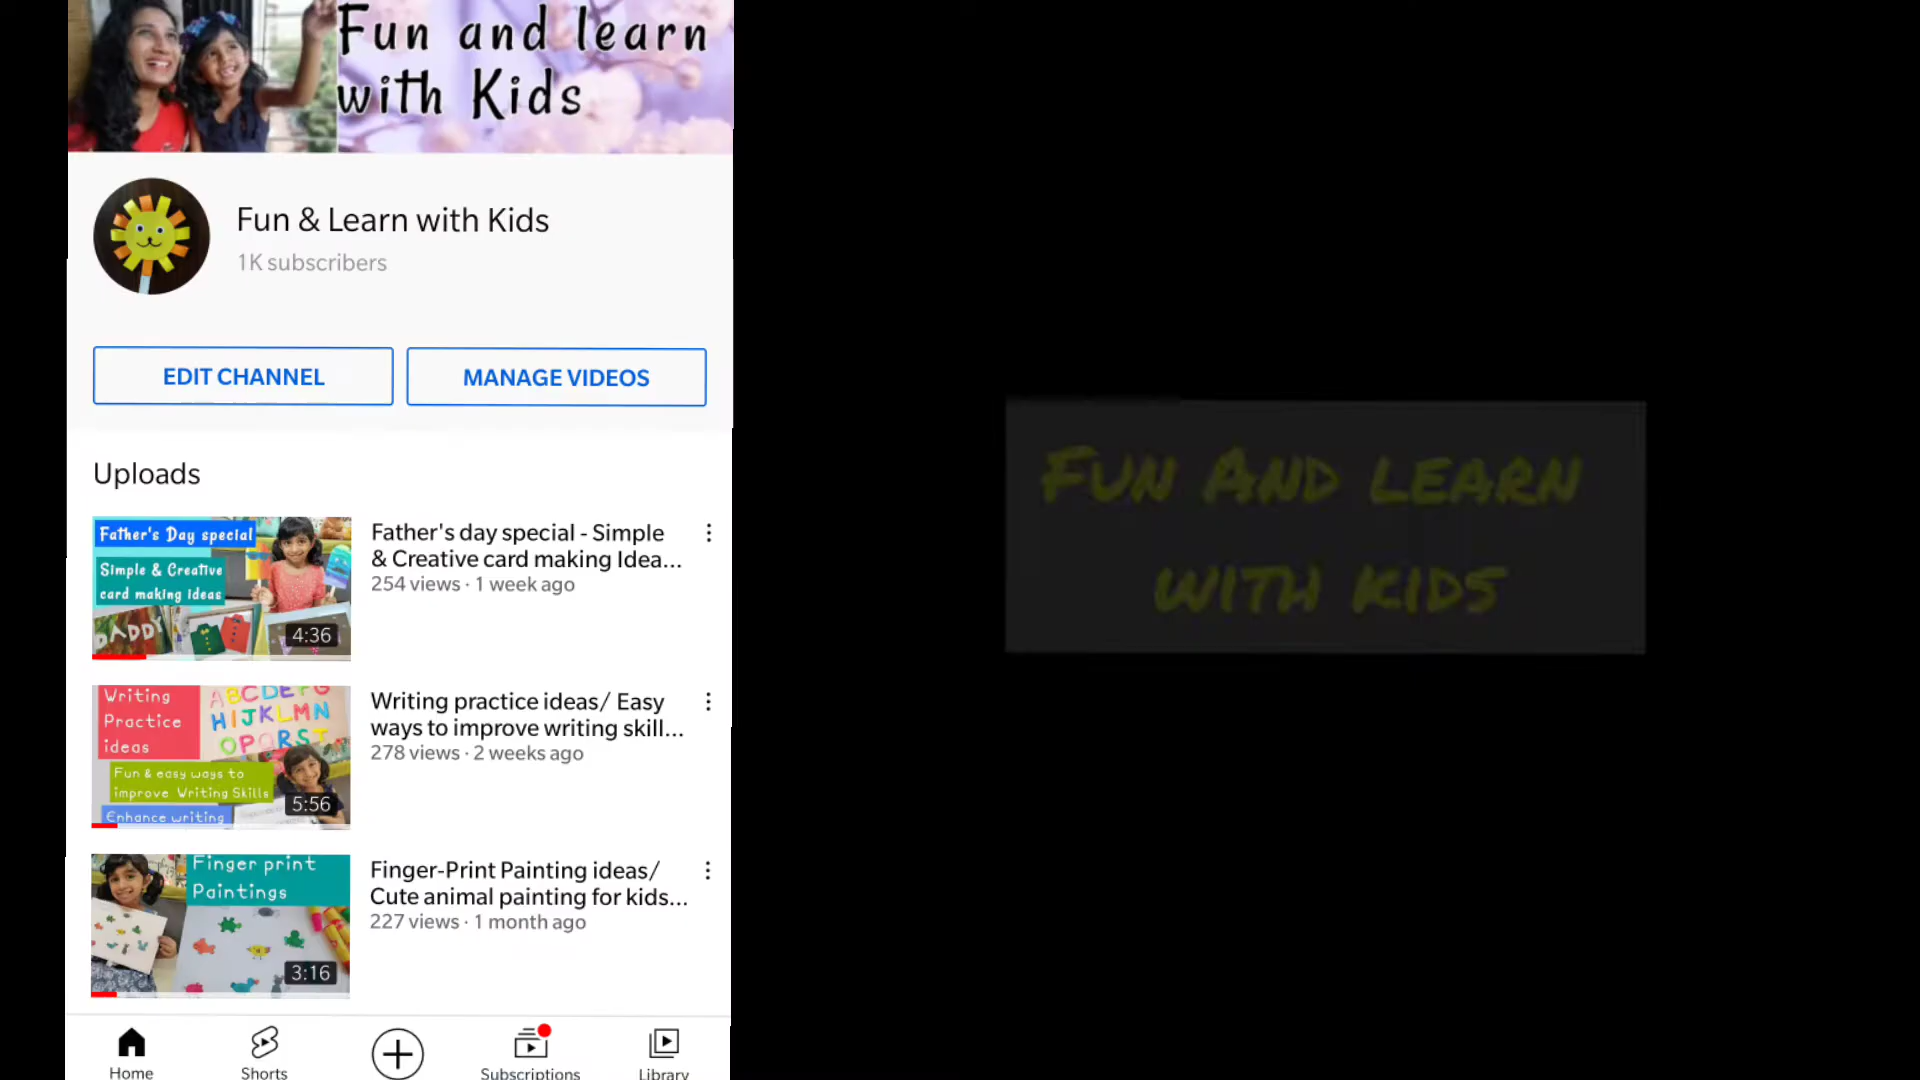 Fun and learn
with Kids
Fun & Learn with Kids
1K subscribers
EDIT CHANNEL
MANAGE VIDEOS
Uploads
Father's Day special
Simple & Creative
card making ideas
DADDY
4:36
Father's day special - Simple
& Creative card making Idea...
254 views · 1 week ago
Writing
Practice
ideas
ABCDEFG
HIJKLMN
OPQRST
Fun & easy ways to
improve Writing Skills
Enhance writing
5:56
Writing practice ideas/ Easy
ways to improve writing skill...
278 views · 2 weeks ago
Finger print
Paintings
3:16
Finger-Print Painting ideas/
Cute animal painting for kids...
227 views · 1 month ago
Home
Shorts
Subscriptions
Library
FUN AND LEARN
WITH KIDS